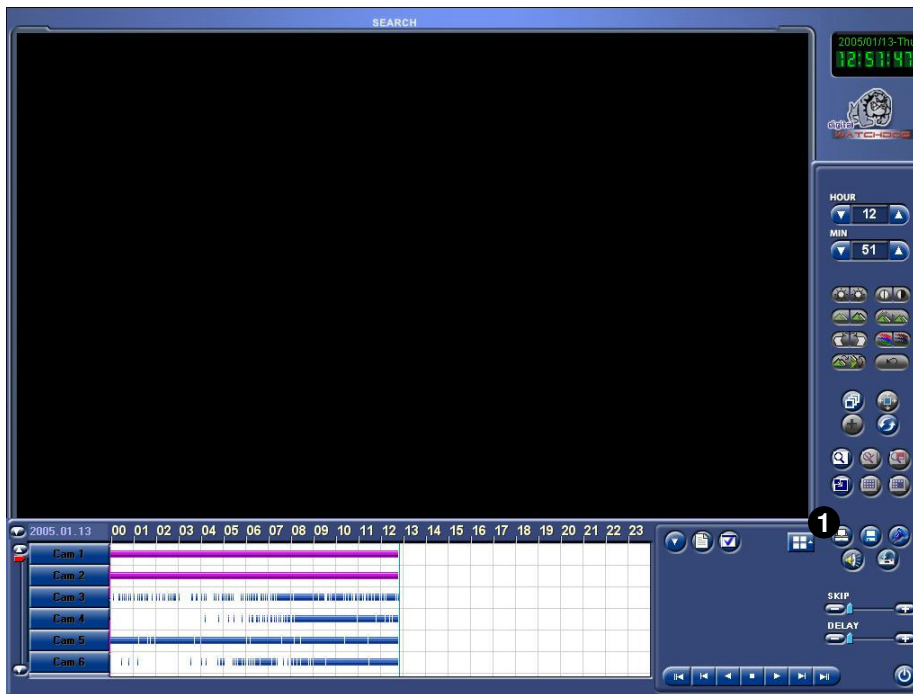 SEARCH
2005/01/13-Thu
12:51:47
digital
WATCHDOG
HOUR
12
MIN
51
1
2005.01.13 00 01 02 03 04 05 06 07 08 09 10 11 12 13 14 15 16 17 18 19 20 21 22 23
Cam 1
Cam 2
Cam 3
Cam 4
Cam 5
Cam 6
SKIP
DELAY